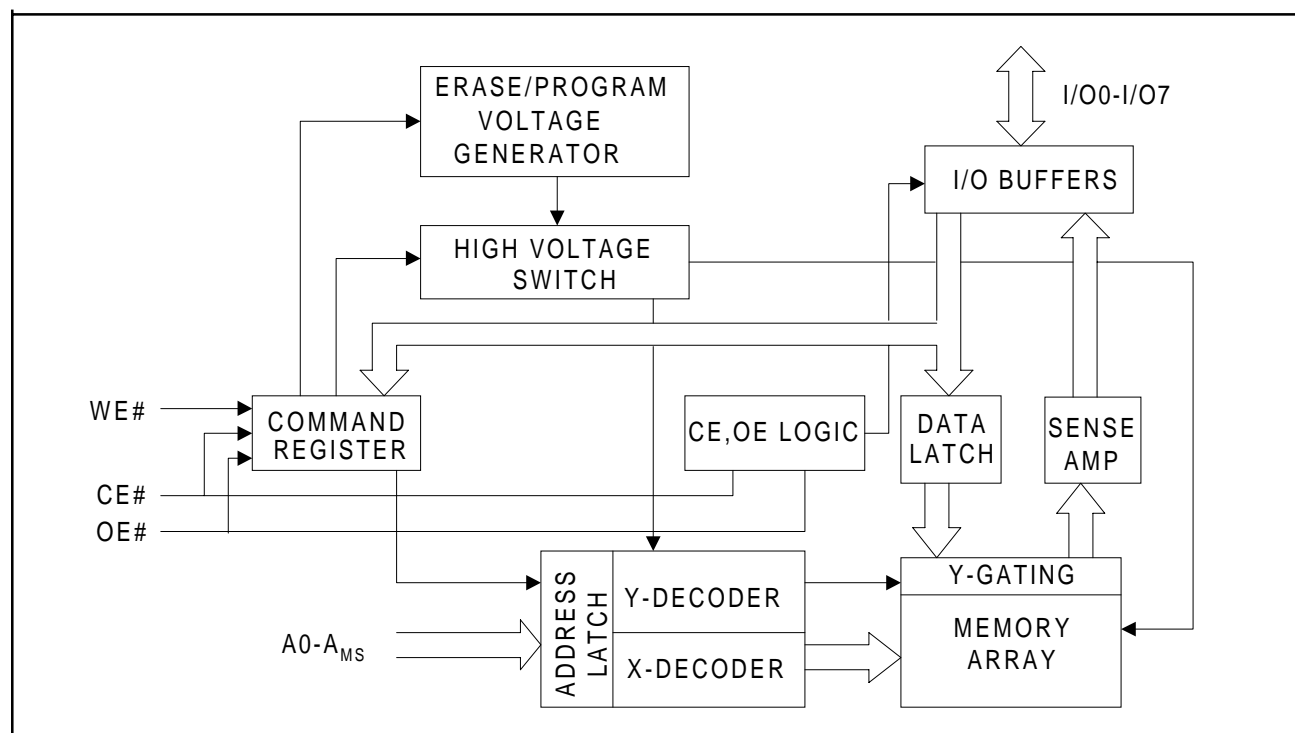 ERASE/PROGRAM
VOLTAGE
GENERATOR
I/O0-I/O7
I/O BUFFERS
HIGH VOLTAGE
SWITCH
WE#
COMMAND
REGISTER
CE,OE LOGIC
DATA
LATCH
SENSE
AMP
CE#
OE#
ADDRESS
LATCH
Y-DECODER
Y-GATING
A0-AMS
X-DECODER
MEMORY
ARRAY